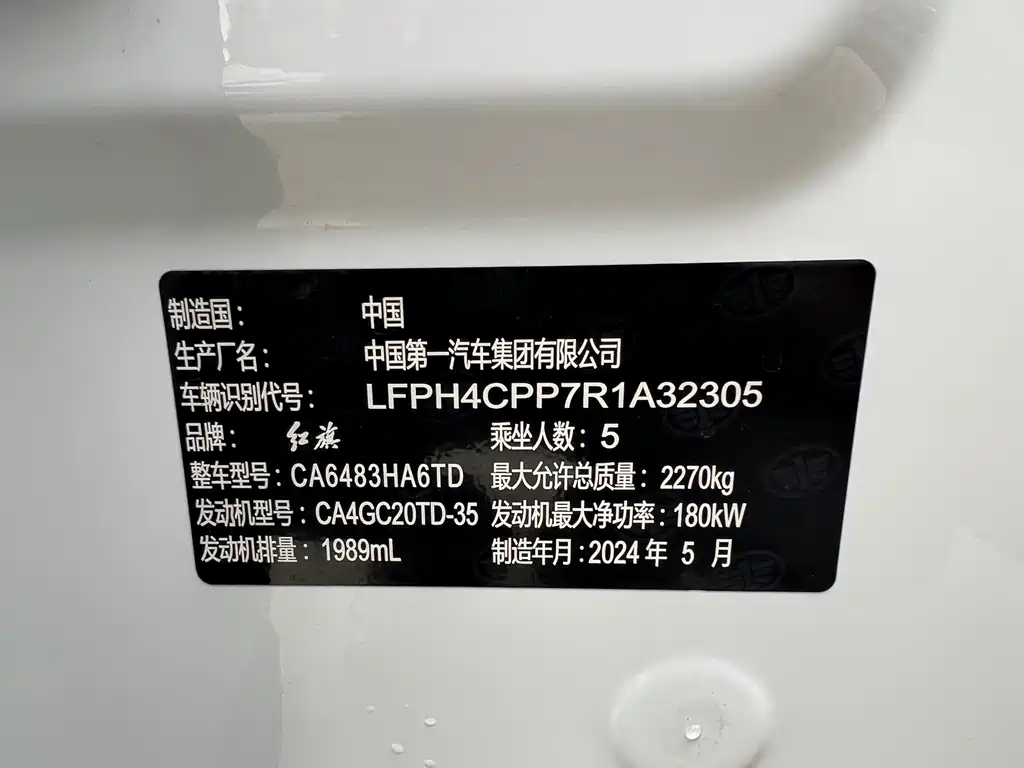 制造国： 中国
生产厂名： 中国第一汽车集团有限公司
车辆识别代号： LFPH4CPP7R1A32305
品牌： 红旗 乘坐人数：5
整车型号：CA6483HA6TD 最大允许总质量：2270kg
发动机型号：CA4GC20TD-35 发动机最大净功率：180kW
发动机排量：1989mL 制造年月：2024 年 5 月